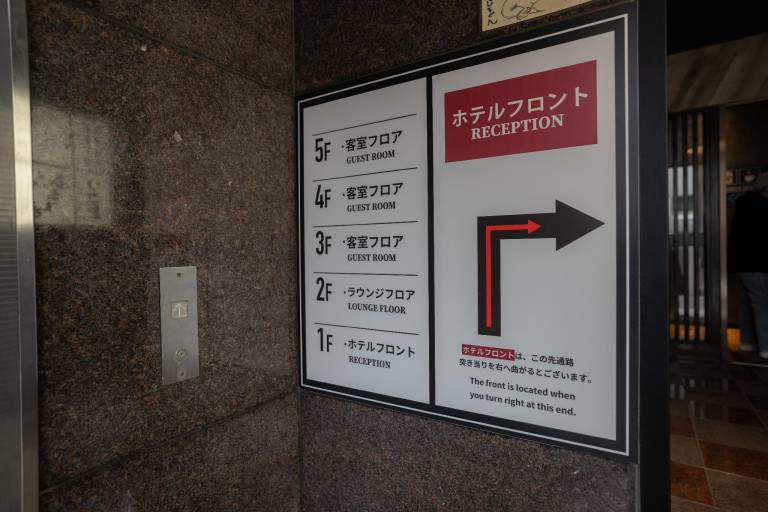 5F ・客室フロア
GUEST ROOM
4F ・客室フロア
GUEST ROOM
3F ・客室フロア
GUEST ROOM
2F ・ラウンジフロア
LOUNGE FLOOR
1F ・ホテルフロント
RECEPTION
ホテルフロント
RECEPTION
ホテルフロントは、この先通路
突き当りを右へ曲がるとございます。
The front is located when
you turn right at this end.